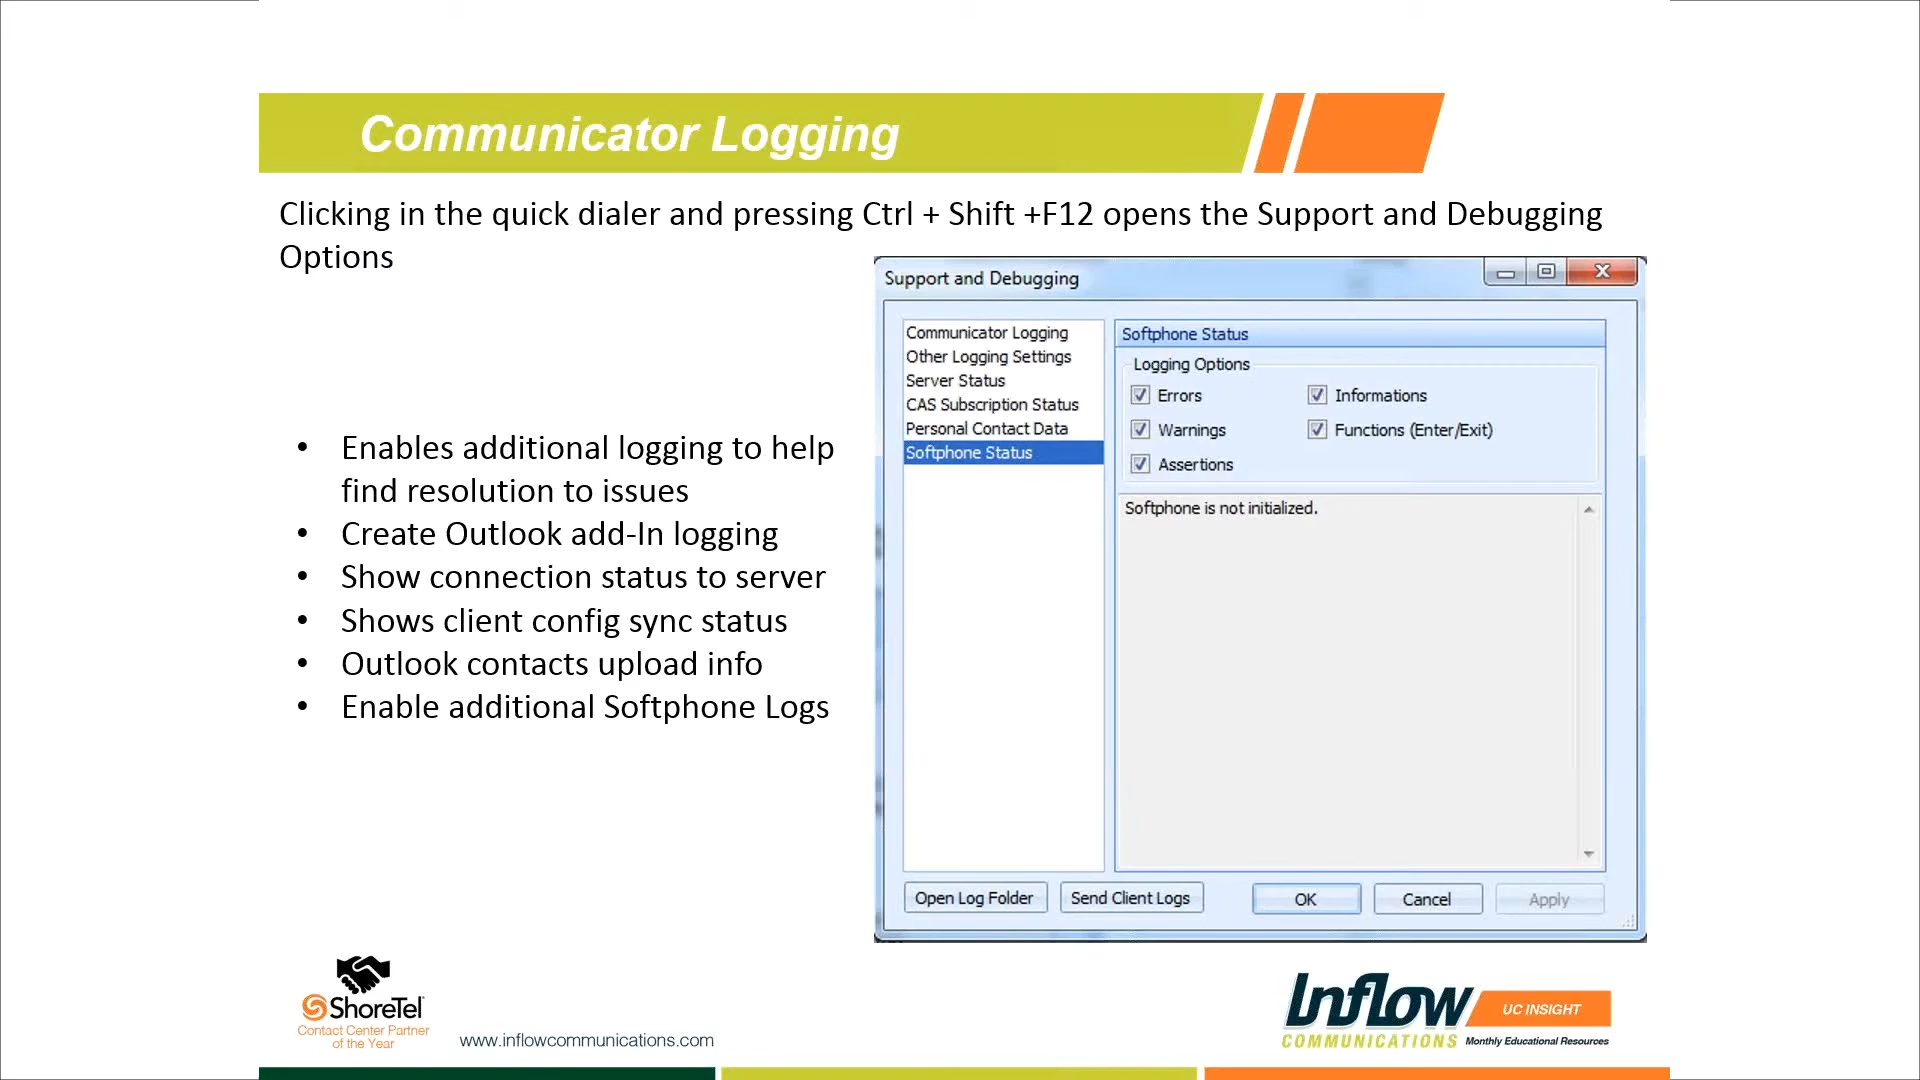 Communicator Logging
Clicking in the quick dialer and pressing Ctrl + Shift +F12 opens the Support and Debugging
Options
• Enables additional logging to help
find resolution to issues
• Create Outlook add-In logging
• Show connection status to server
• Shows client config sync status
• Outlook contacts upload info
• Enable additional Softphone Logs
Support and Debugging
Communicator Logging
Other Logging Settings
Server Status
CAS Subscription Status
Personal Contact Data
Softphone Status
Softphone Status
Logging Options
Errors
Informations
Warnings
Functions (Enter/Exit)
Assertions
Softphone is not initialized.
Open Log Folder
Send Client Logs
OK
Cancel
Apply
ShoreTel
Contact Center Partner
of the Year
www.inflowcommunications.com
Inflow
COMMUNICATIONS
UC INSIGHT
Monthly Educational Resources